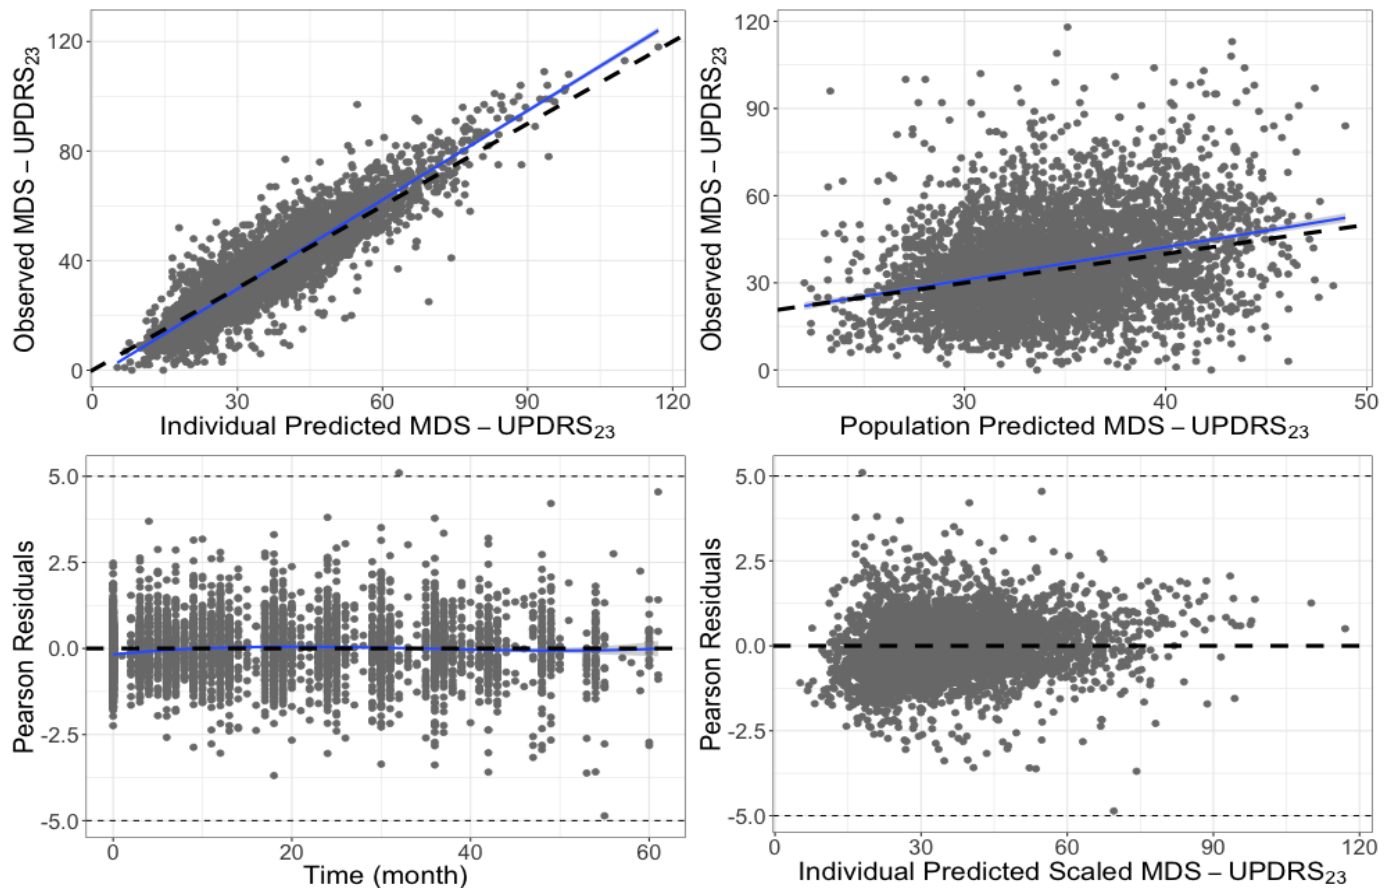 Observed MDS – UPDRS₂₃
120
80
40
0
0 30 60 90 120
Individual Predicted MDS – UPDRS₂₃
Observed MDS – UPDRS₂₃
120
90
60
30
0
30 40 50
Population Predicted MDS – UPDRS₂₃
Pearson Residuals
5.0
2.5
0.0
-2.5
-5.0
0 20 40 60
Time (month)
Pearson Residuals
5.0
2.5
0.0
-2.5
-5.0
0 30 60 90 120
Individual Predicted Scaled MDS – UPDRS₂₃